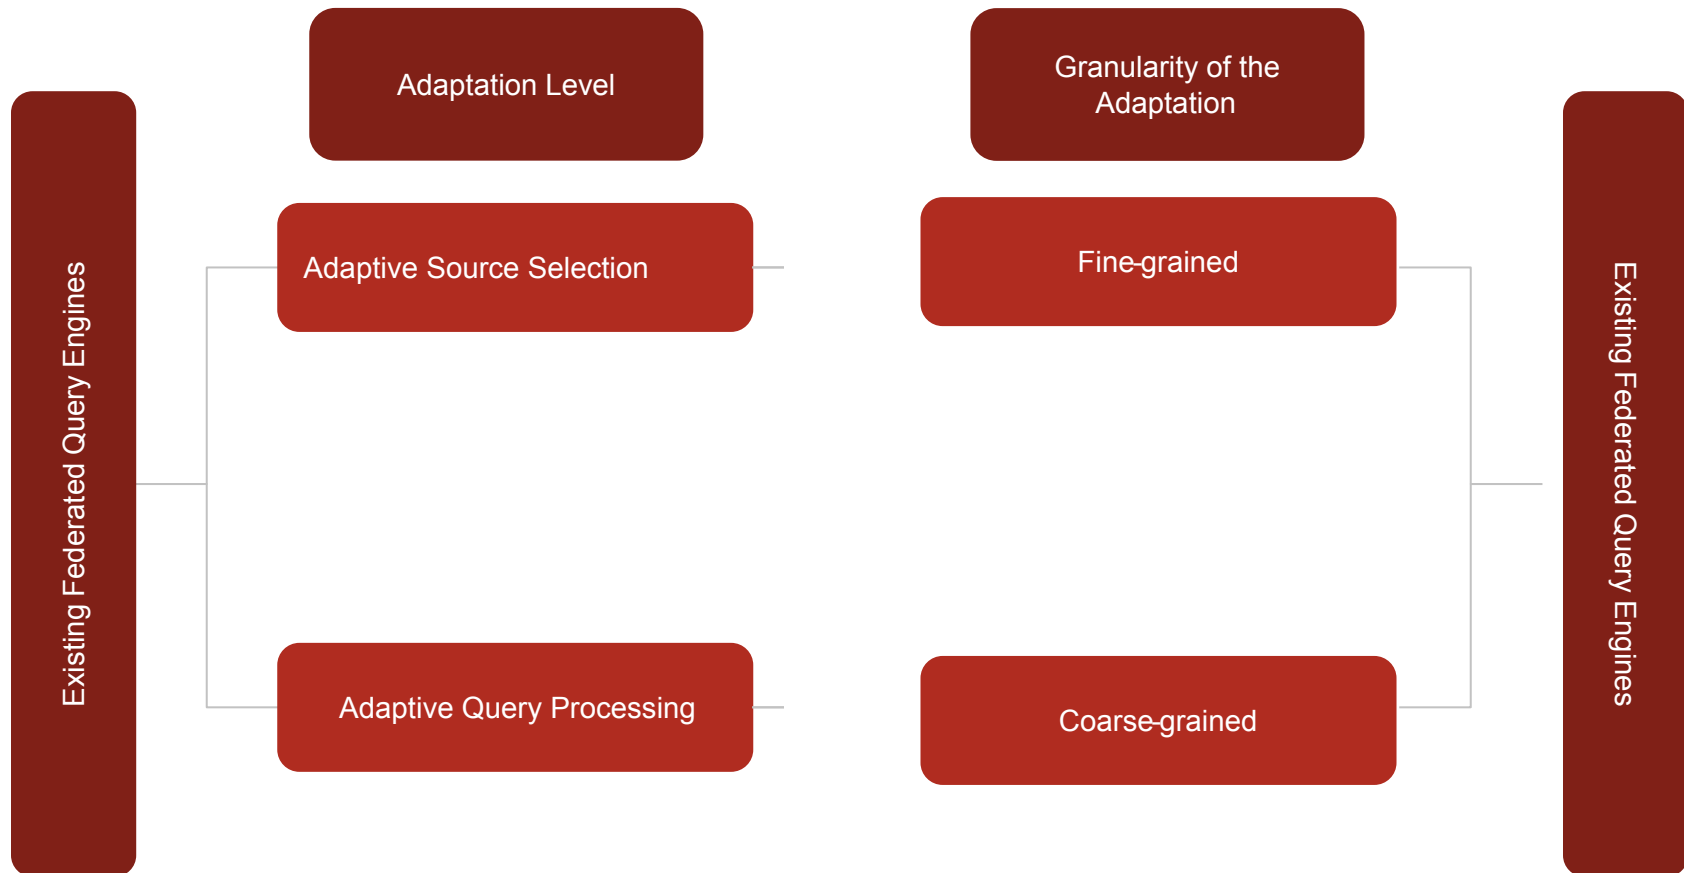 Adaptation Level
Granularity of the
Adaptation
Existing Federated Query Engines
Adaptive Source Selection
Fine-grained
Existing Federated Query Engines
Adaptive Query Processing
Coarse-grained